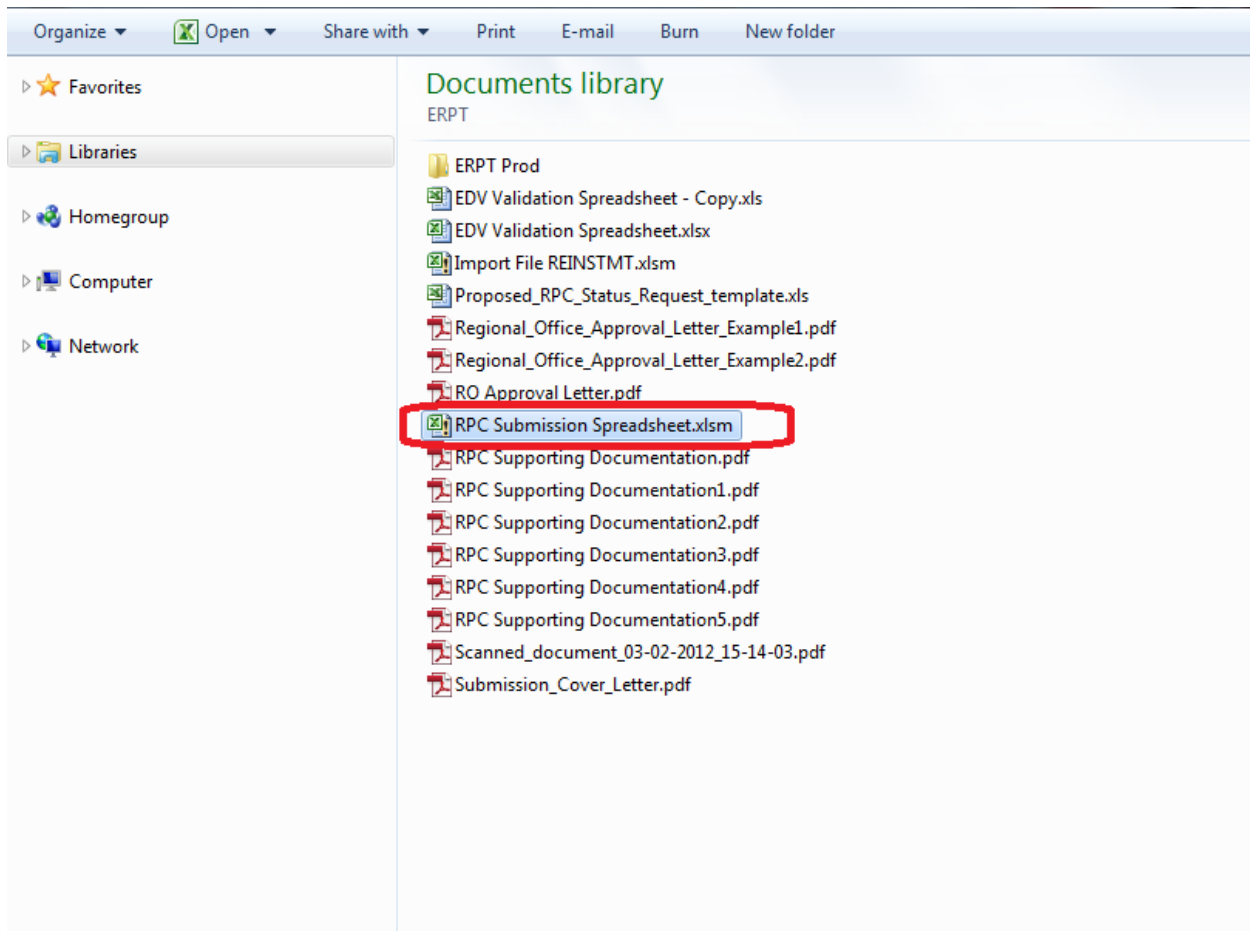 Organize Open Share with Print E-mail Burn New folder
Favorites
Libraries
Homegroup
Computer
Network
Documents library
ERPT
ERPT Prod
EDV Validation Spreadsheet - Copy.xls
EDV Validation Spreadsheet.xlsx
Import File REINSTMT.xlsm
Proposed_RPC_Status_Request_template.xls
Regional_Office_Approval_Letter_Example1.pdf
Regional_Office_Approval_Letter_Example2.pdf
RO Approval Letter.pdf
RPC Submission Spreadsheet.xlsm
RPC Supporting Documentation.pdf
RPC Supporting Documentation1.pdf
RPC Supporting Documentation2.pdf
RPC Supporting Documentation3.pdf
RPC Supporting Documentation4.pdf
RPC Supporting Documentation5.pdf
Scanned_document_03-02-2012_15-14-03.pdf
Submission_Cover_Letter.pdf